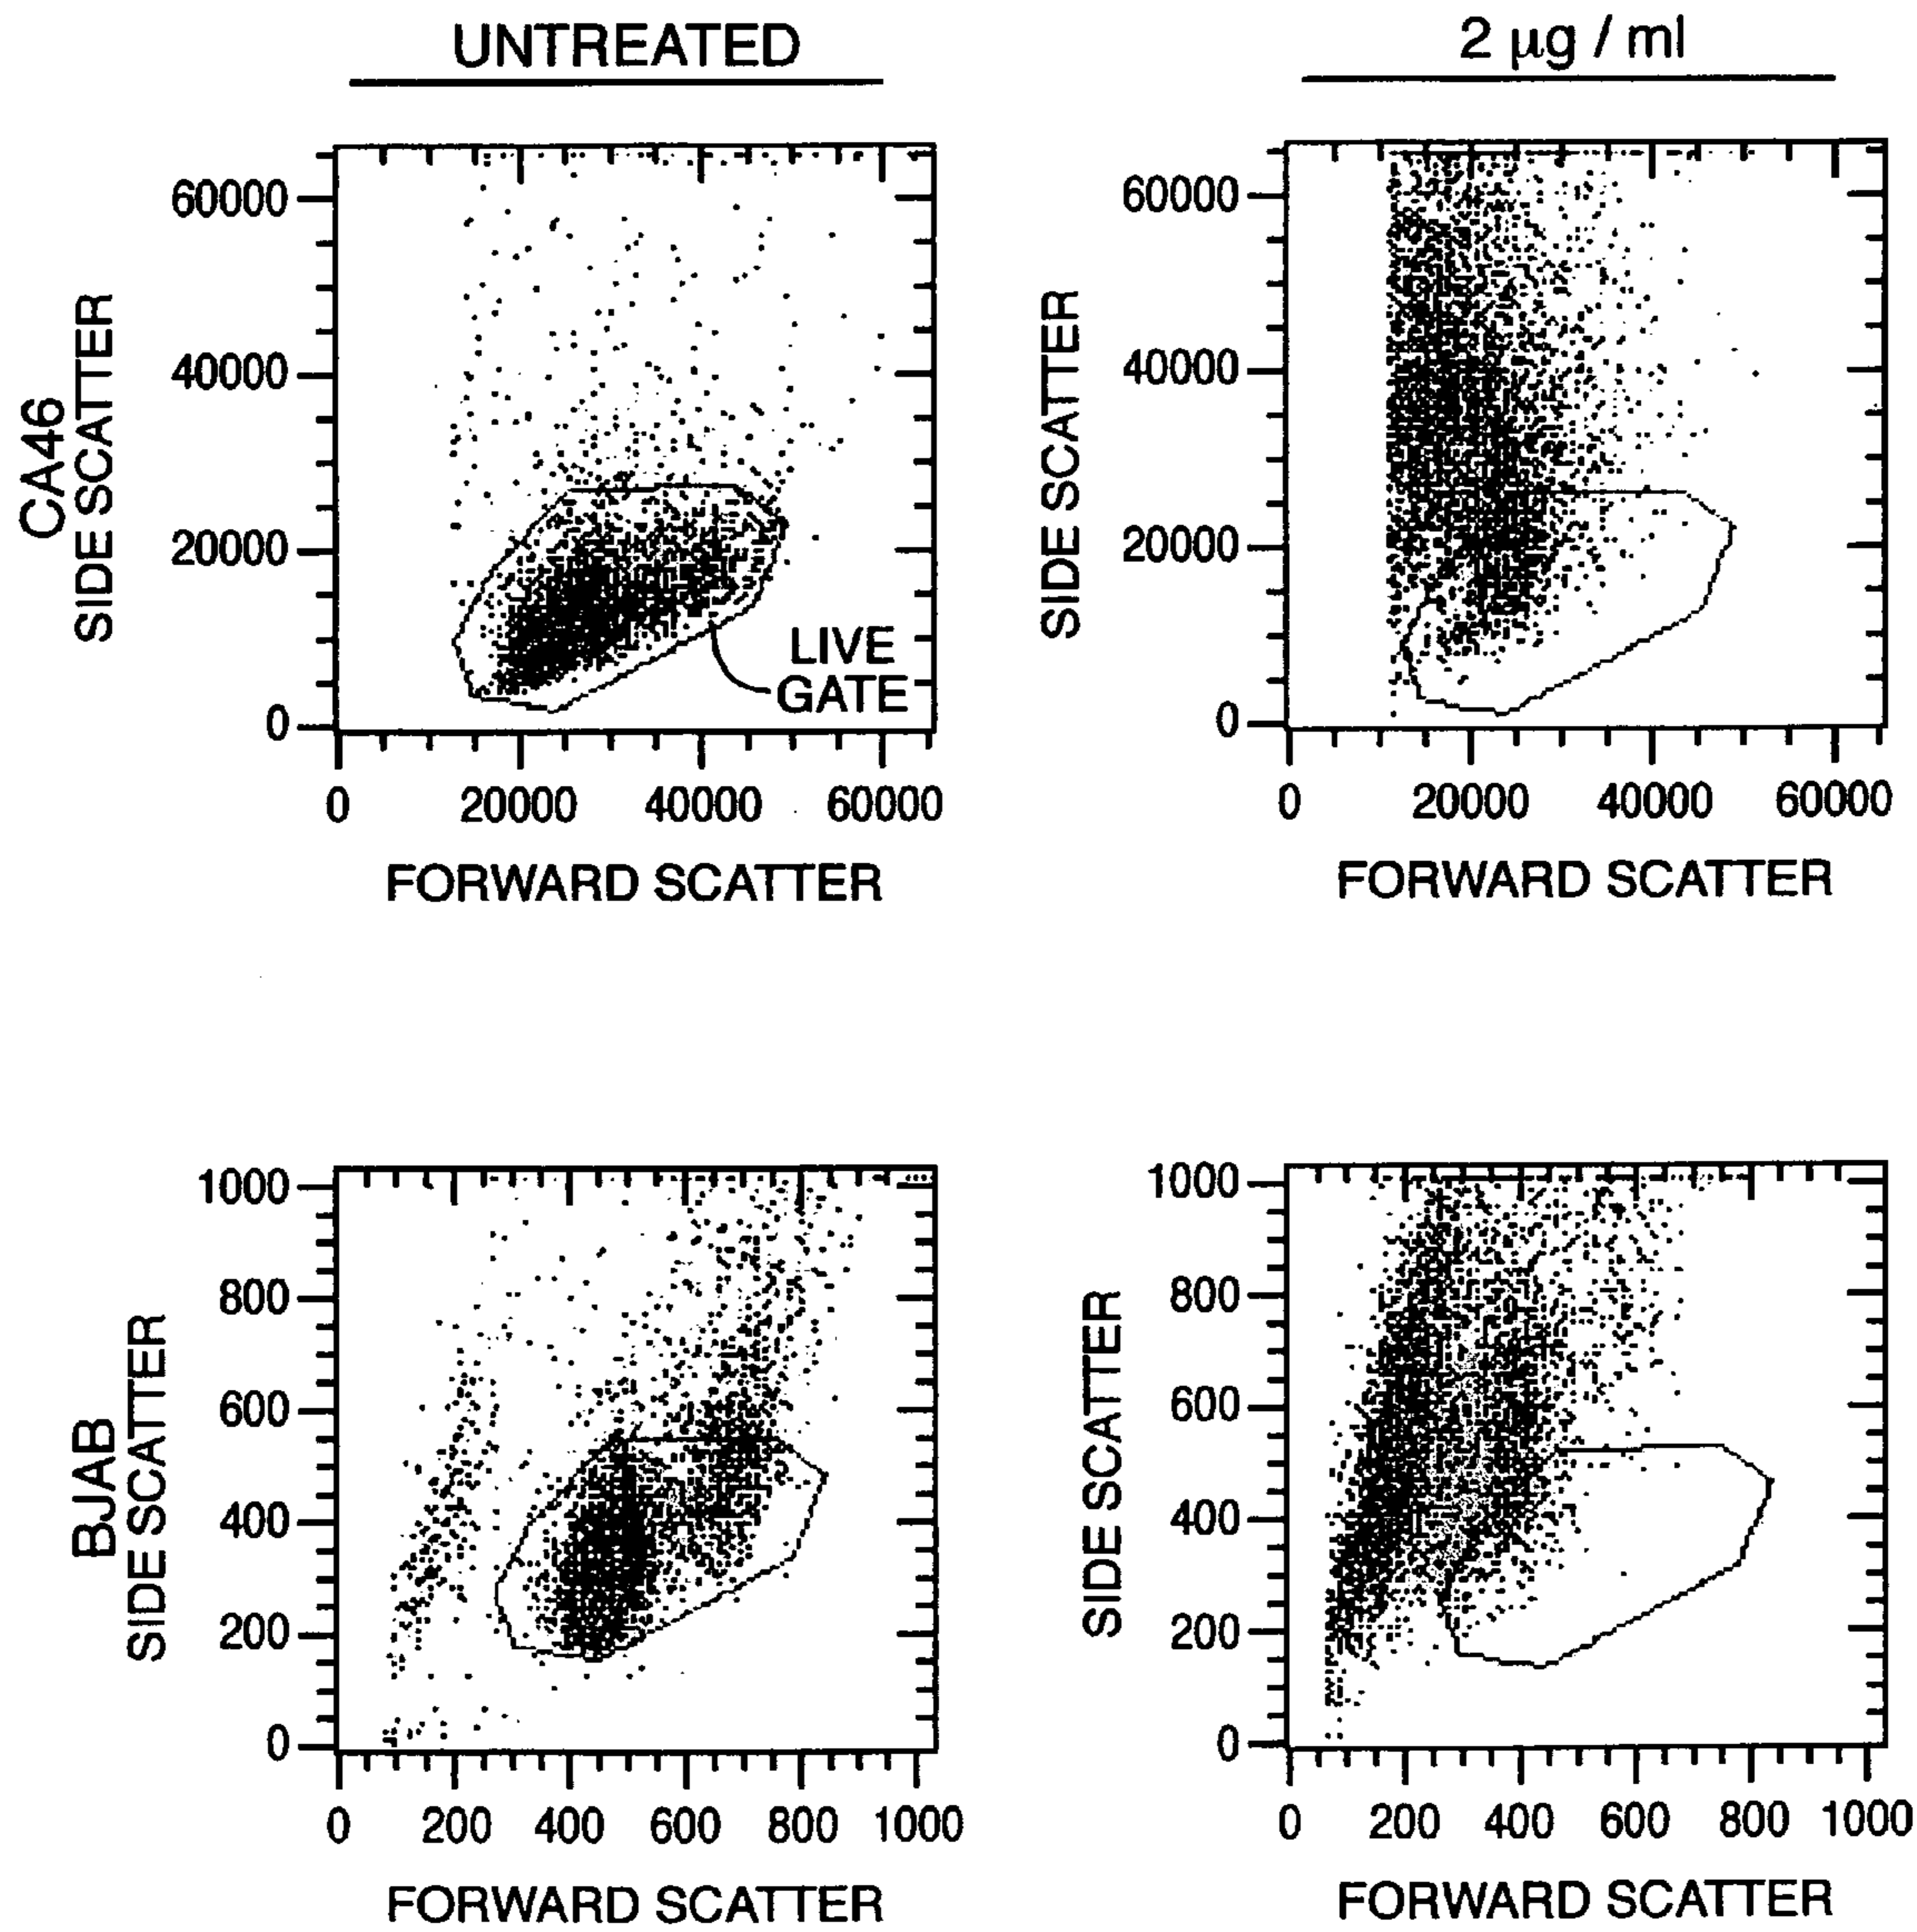 UNTREATED
2 μg / ml
CA46
SIDE SCATTER
60000
40000
20000
0
LIVE
GATE
0 20000 40000 60000
FORWARD SCATTER
SIDE SCATTER
60000
40000
20000
0
0 20000 40000 60000
FORWARD SCATTER
BJAB
SIDE SCATTER
1000
800
600
400
200
0
0 200 400 600 800 1000
FORWARD SCATTER
SIDE SCATTER
1000
800
600
400
200
0
0 200 400 600 800 1000
FORWARD SCATTER